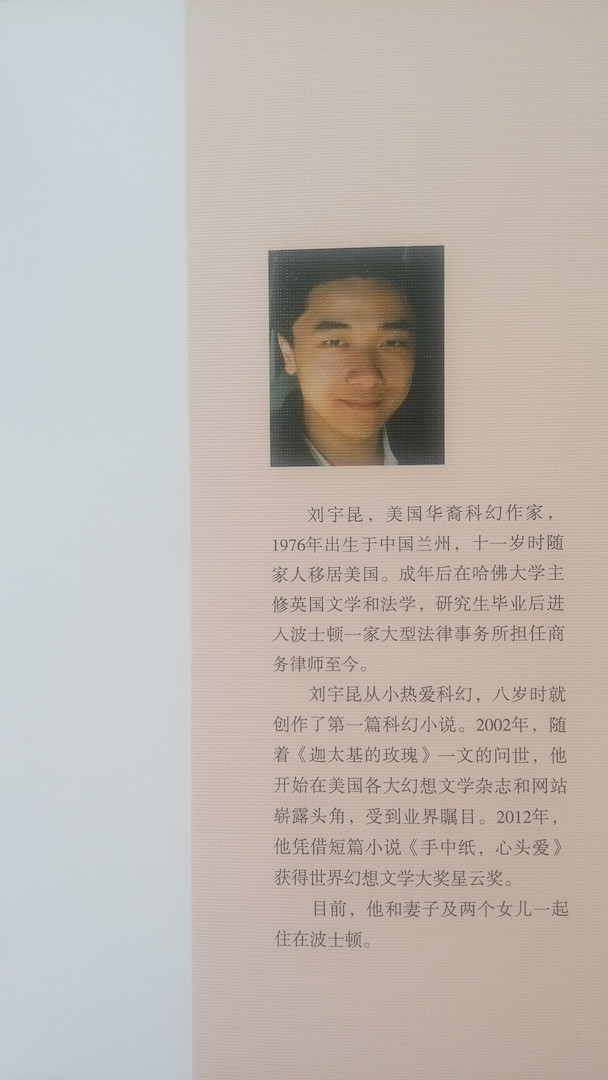 刘宇昆，美国华裔科幻作家，
1976年出生于中国兰州，十一岁时随
家人移居美国。成年后在哈佛大学主
修英国文学和法学，研究生毕业后进
入波士顿一家大型法律事务所担任商
务律师至今。
刘宇昆从小热爱科幻，八岁时就
创作了第一篇科幻小说。2002年，随
着《迦太基的玫瑰》一文的问世，他
开始在美国各大幻想文学杂志和网站
崭露头角，受到业界瞩目。2012年，
他凭借短篇小说《手中纸，心头爱》
获得世界幻想文学大奖星云奖。
目前，他和妻子及两个女儿一起
住在波士顿。